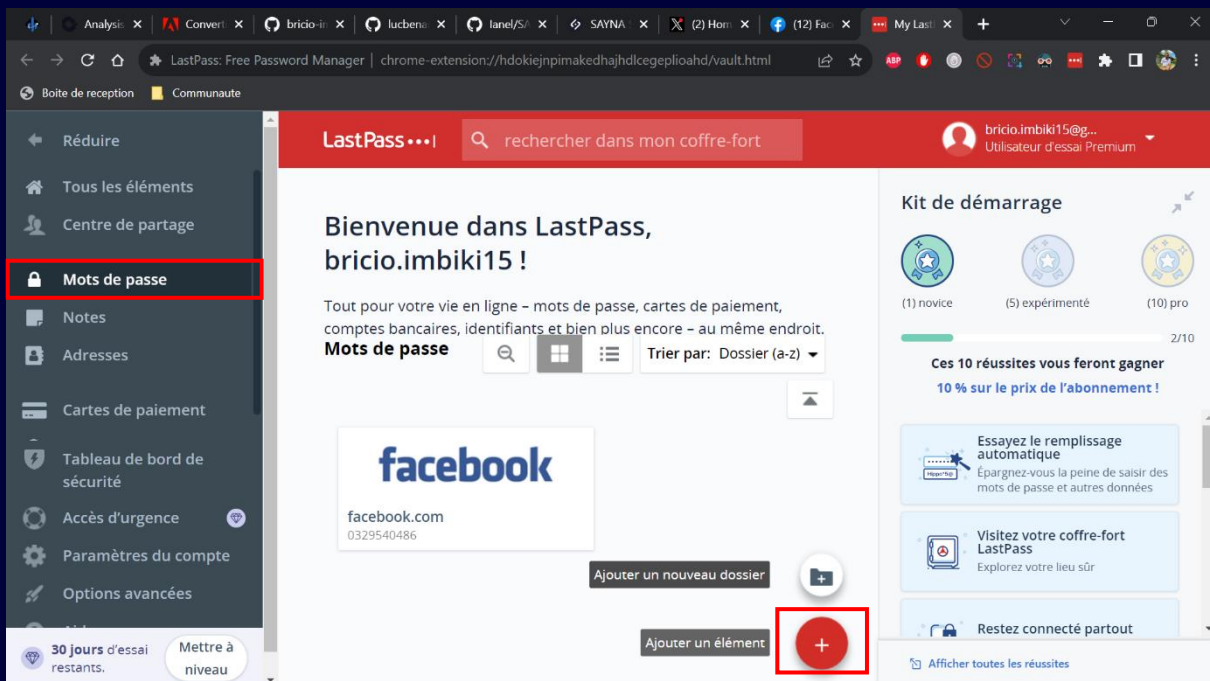 Analysis
Convert
bricio-in
lucbena
lanel/S/
SAYNA
(2) Hom
(12) Fac
My Last
LastPass: Free Password Manager | chrome-extension://hdokiejnpimakedhajhdlcegeplioahd/vault.html
ABP
Boite de reception
Communaute
Réduire
Tous les éléments
Centre de partage
Mots de passe
Notes
Adresses
Cartes de paiement
Tableau de bord de
sécurité
Accès d'urgence
Paramètres du compte
Options avancées
30 jours d'essai
restants.
Mettre à
niveau
LastPass
rechercher dans mon coffre-fort
bricio.imbiki15@g...
Utilisateur d'essai Premium
Bienvenue dans LastPass,
bricio.imbiki15 !
Tout pour votre vie en ligne – mots de passe, cartes de paiement,
comptes bancaires, identifiants et bien plus encore – au même endroit.
Mots de passe
Trier par: Dossier (a-z)
facebook
facebook.com
0329540486
Ajouter un nouveau dossier
Ajouter un élément
Kit de démarrage
(1) novice
(5) expérimenté
(10) pro
2/10
Ces 10 réussites vous feront gagner
10 % sur le prix de l'abonnement !
Essayez le remplissage
automatique
Épargnez-vous la peine de saisir des
mots de passe et autres données
Visitez votre coffre-fort
LastPass
Explorez votre lieu sûr
Restez connecté partout
Afficher toutes les réussites